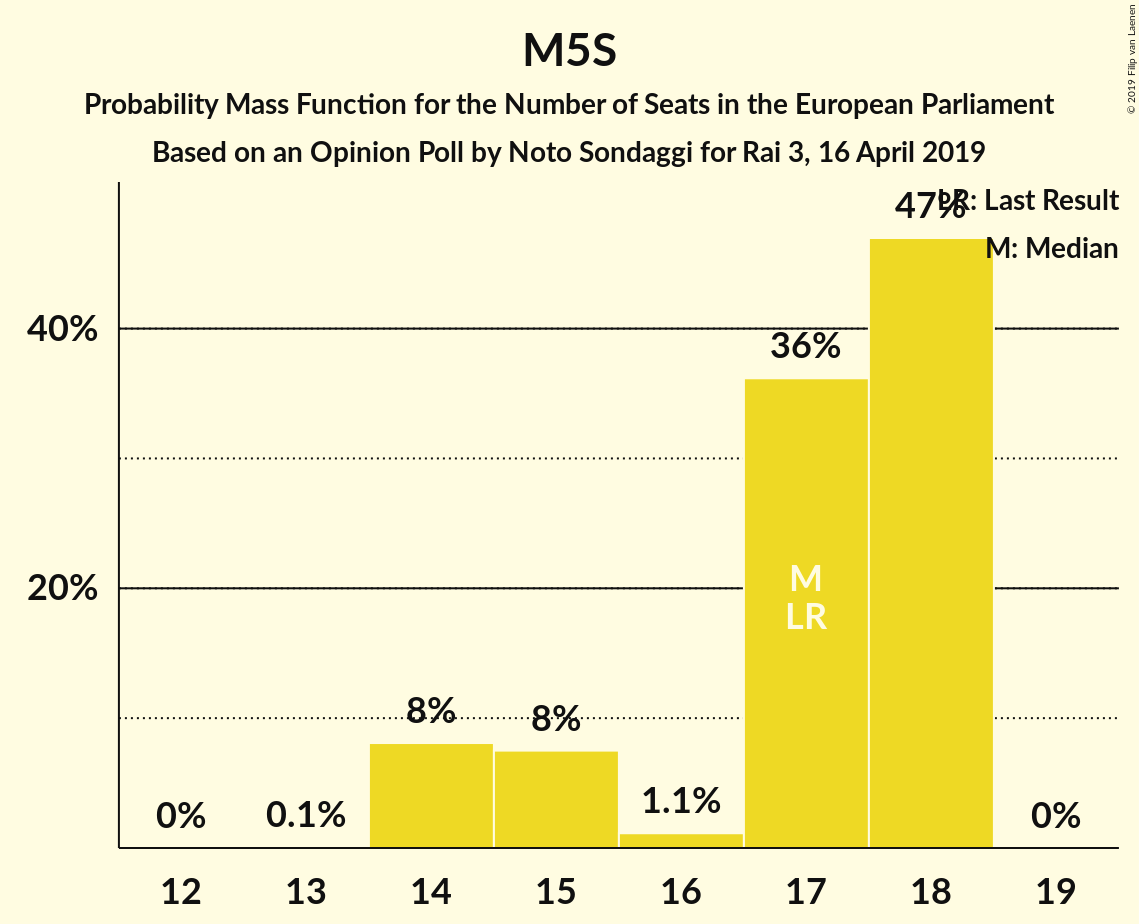 M5S
Probability Mass Function for the Number of Seats in the European Parliament
Based on an Opinion Poll by Noto Sondaggi for Rai 3, 16 April 2019
© 2019 Filip van Laenen
LR: Last Result
M: Median
47%
40%
36%
20%
M
LR
8%
8%
1.1%
0%
0.1%
0%
12
13
14
15
16
17
18
19